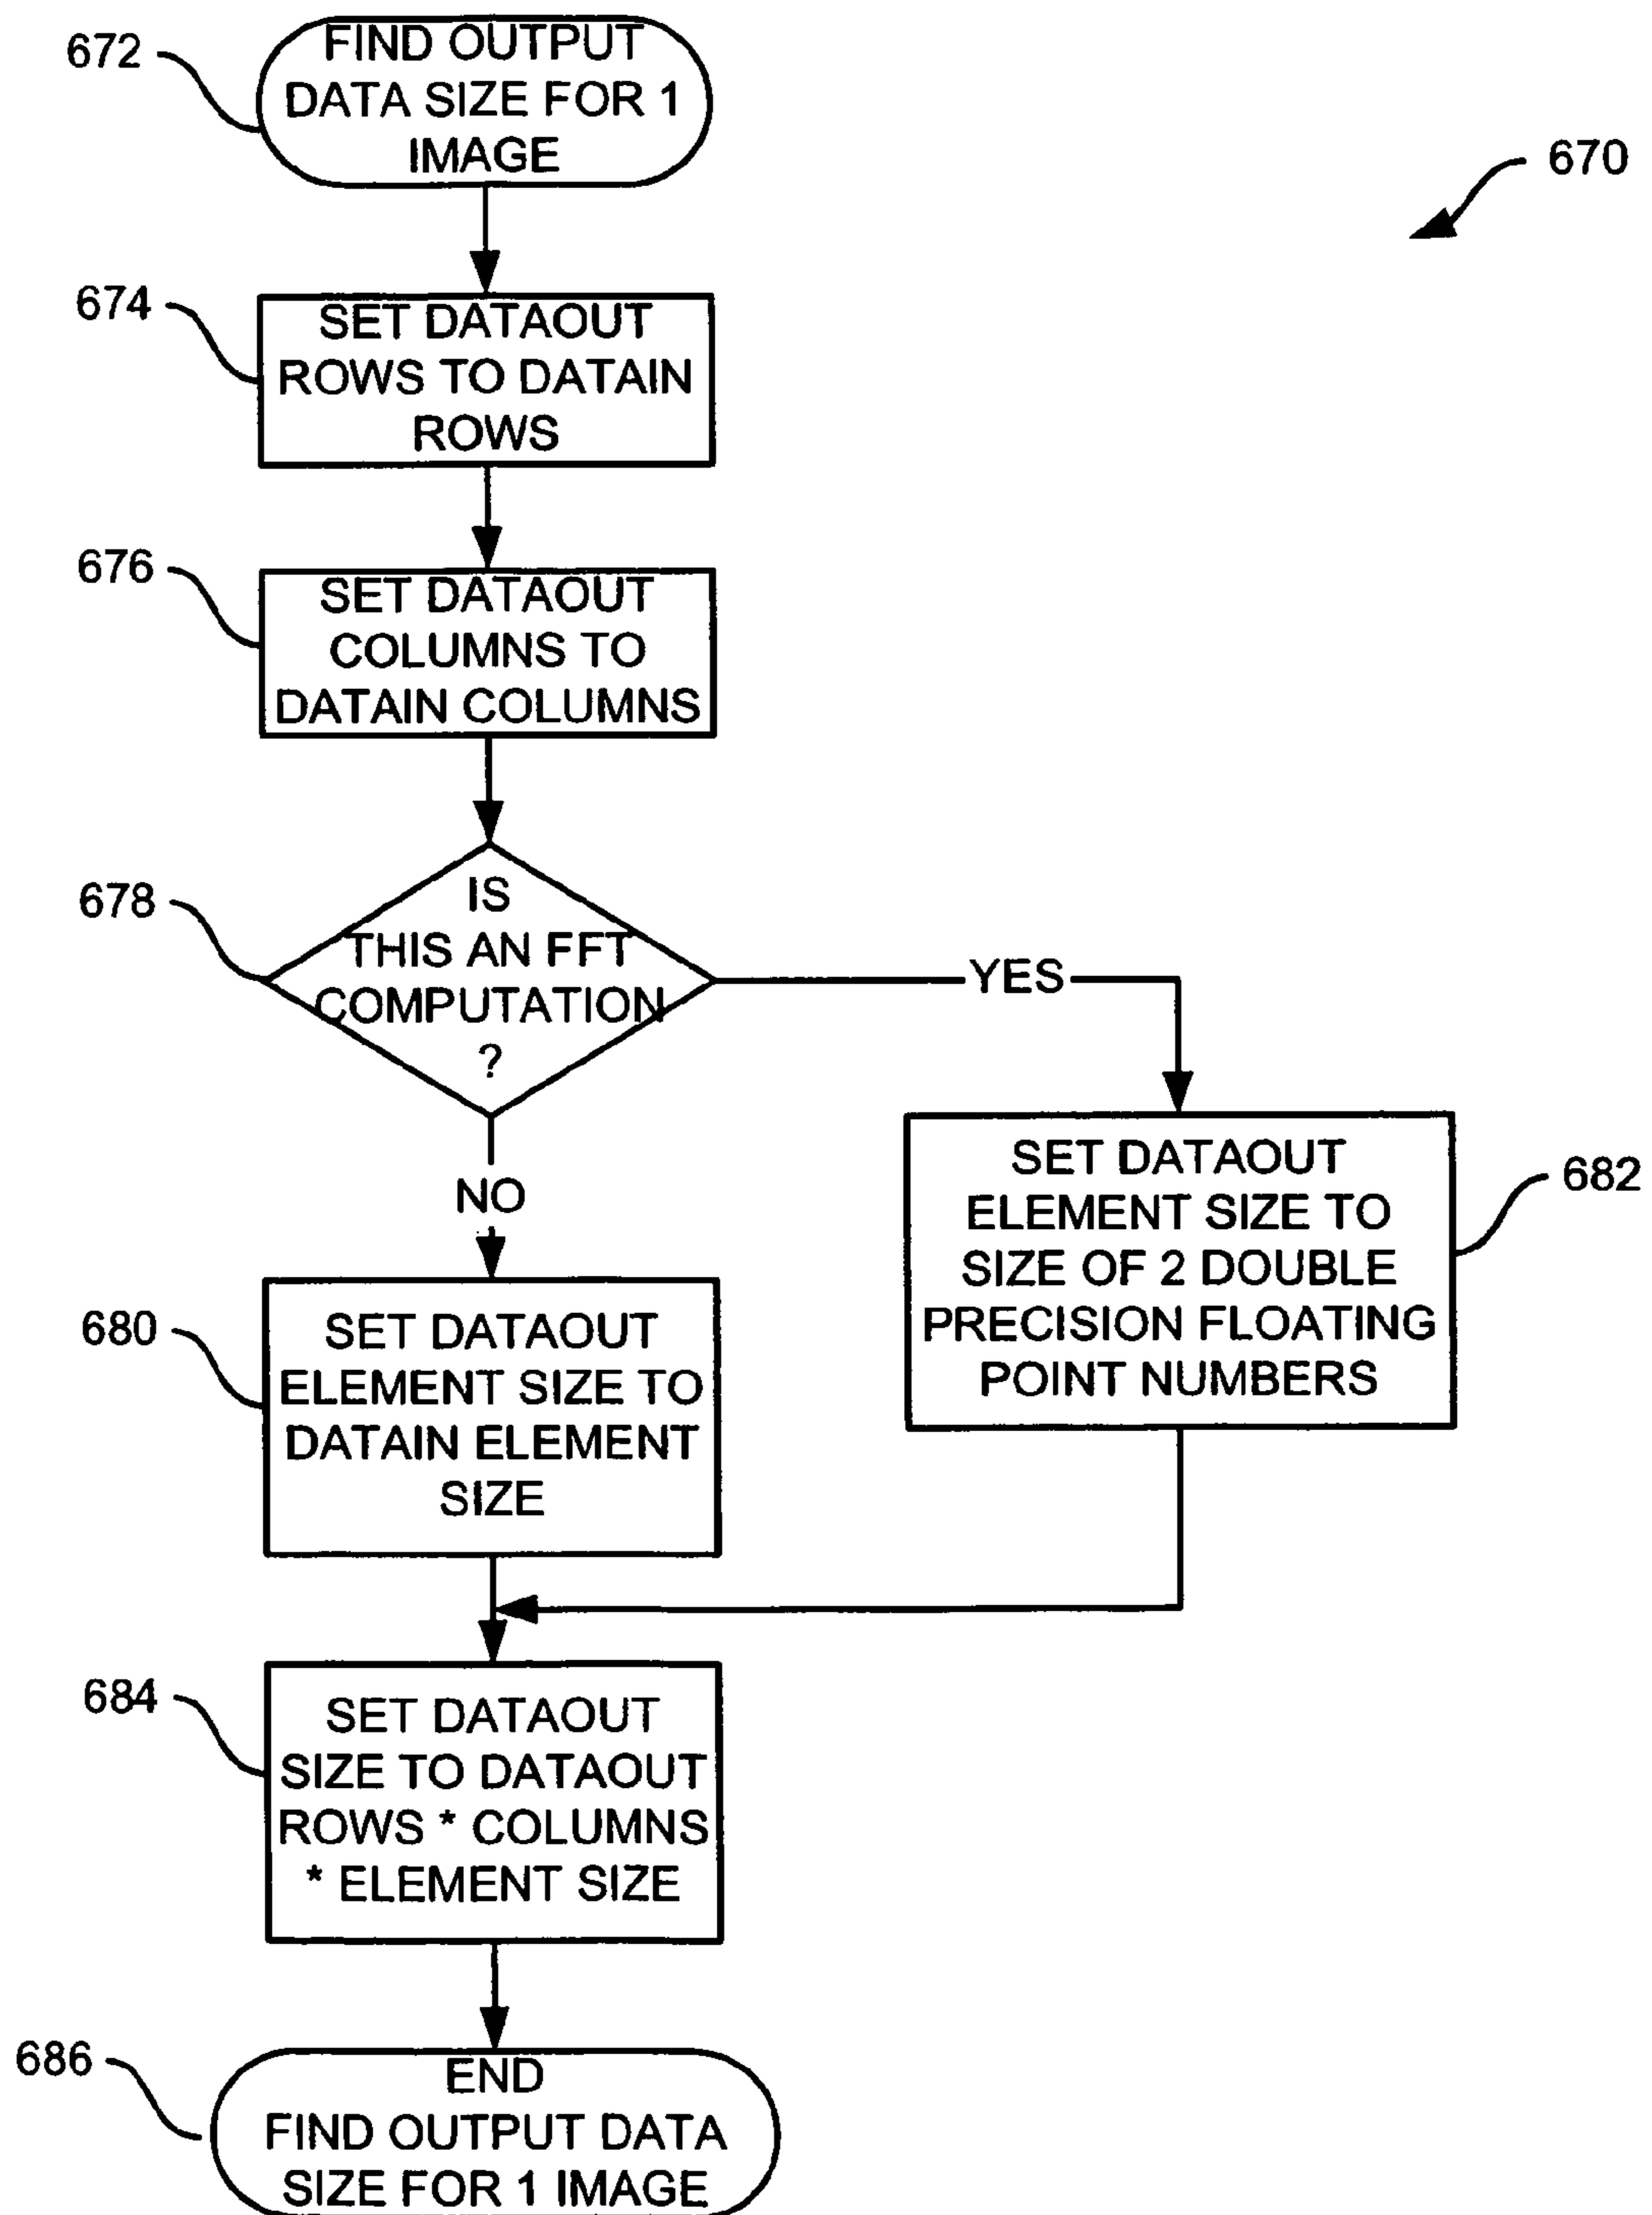 672
FIND OUTPUT
DATA SIZE FOR 1
IMAGE
670
674
SET DATAOUT
ROWS TO DATAIN
ROWS
676
SET DATAOUT
COLUMNS TO
DATAIN COLUMNS
678
IS
THIS AN FFT
COMPUTATION
?
YES
NO
682
SET DATAOUT
ELEMENT SIZE TO
SIZE OF 2 DOUBLE
PRECISION FLOATING
POINT NUMBERS
680
SET DATAOUT
ELEMENT SIZE TO
DATAIN ELEMENT
SIZE
684
SET DATAOUT
SIZE TO DATAOUT
ROWS * COLUMNS
* ELEMENT SIZE
686
END
FIND OUTPUT DATA
SIZE FOR 1 IMAGE